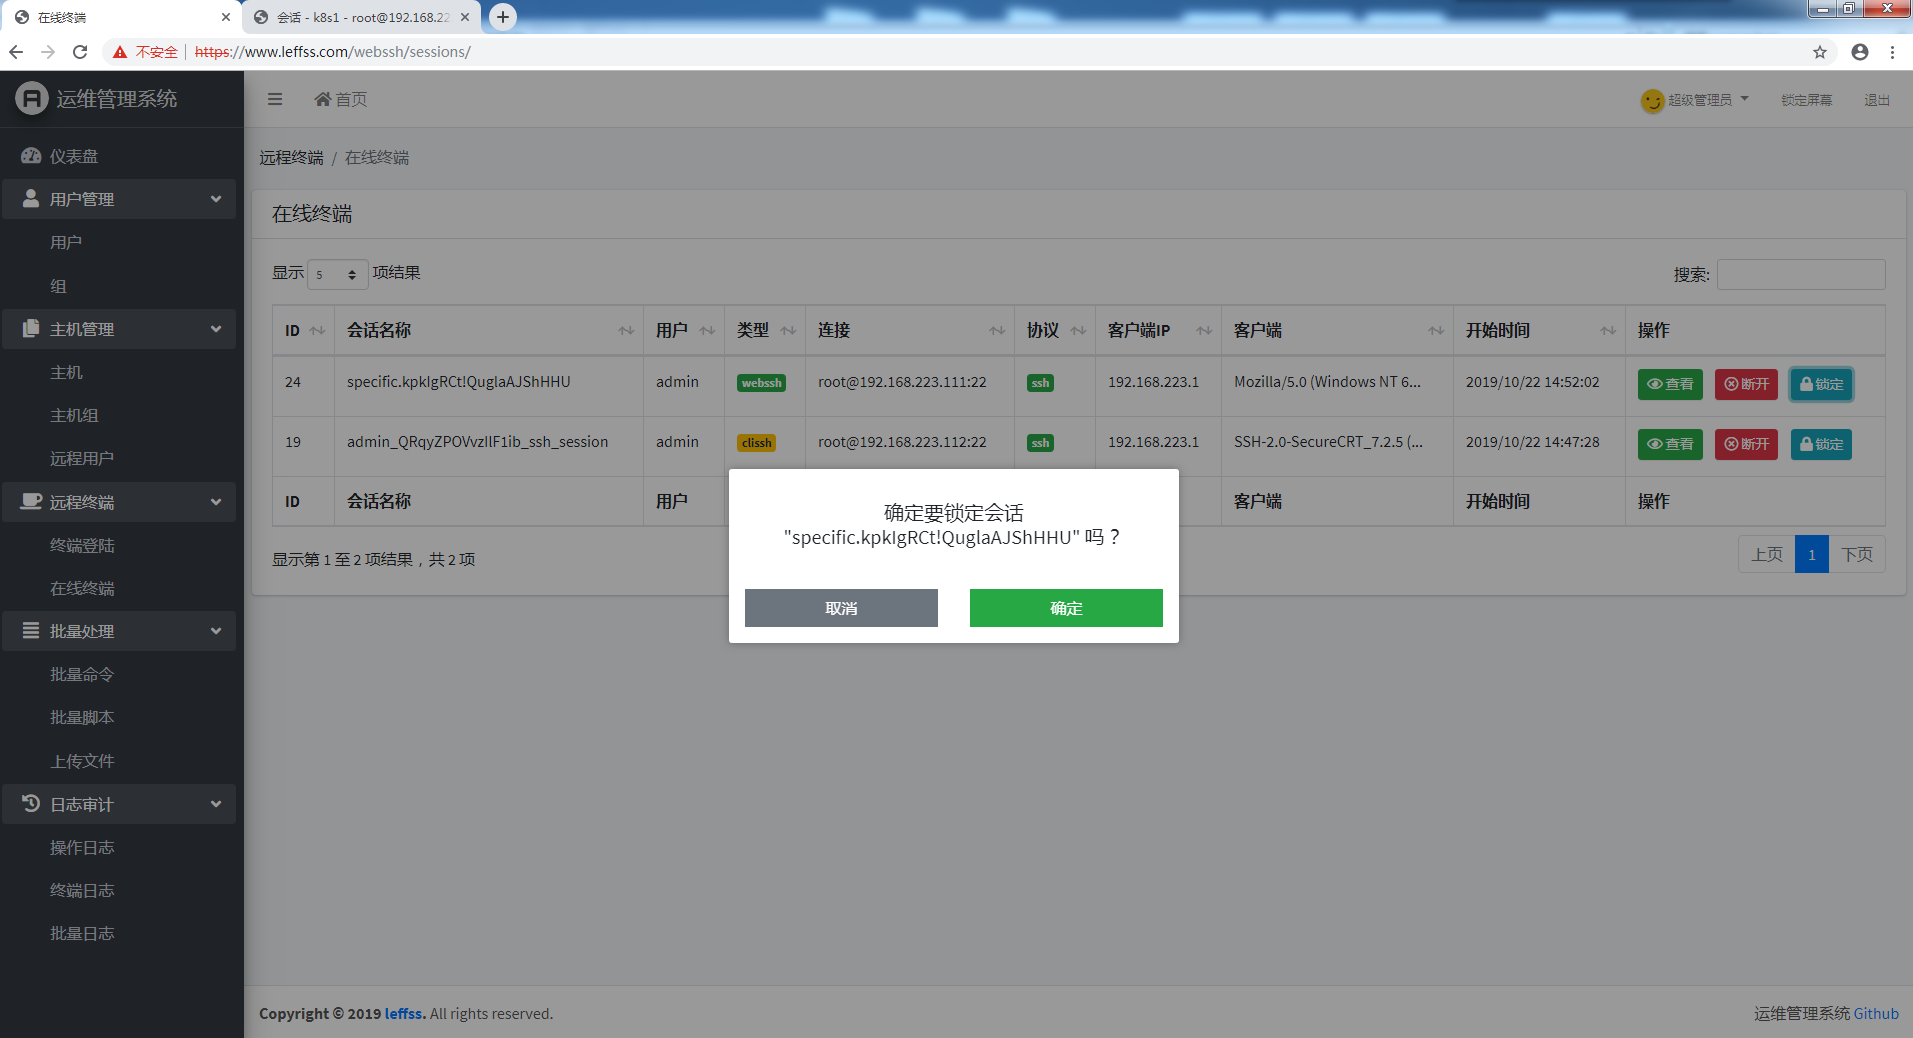 在线终端
会话 - k8s1 - root@192.168.22
不安全 https://www.leffss.com/webssh/sessions/
运维管理系统
首页
超级管理员
锁定屏幕
退出
仪表盘
用户管理
用户
组
主机管理
主机
主机组
远程用户
远程终端
终端登陆
在线终端
批量处理
批量命令
批量脚本
上传文件
日志审计
操作日志
终端日志
批量日志
远程终端 / 在线终端
在线终端
显示 5 项结果
搜索:
ID 会话名称 用户 类型 连接 协议 客户端IP 客户端 开始时间 操作
24 specific.kpkIgRCt!QuglaAJShHHU admin webssh root@192.168.223.111:22 ssh 192.168.223.1 Mozilla/5.0 (Windows NT 6... 2019/10/22 14:52:02 查看 断开 锁定
19 admin_QRqyZPOVvzIlF1ib_ssh_session admin clissh root@192.168.223.112:22 ssh 192.168.223.1 SSH-2.0-SecureCRT_7.2.5 (... 2019/10/22 14:47:28 查看 断开 锁定
ID 会话名称 用户 客户端 开始时间 操作
显示第 1 至 2 项结果，共 2 项
上页 1 下页
确定要锁定会话
"specific.kpkIgRCt!QuglaAJShHHU" 吗？
取消
确定
Copyright © 2019 leffss. All rights reserved.
运维管理系统 Github